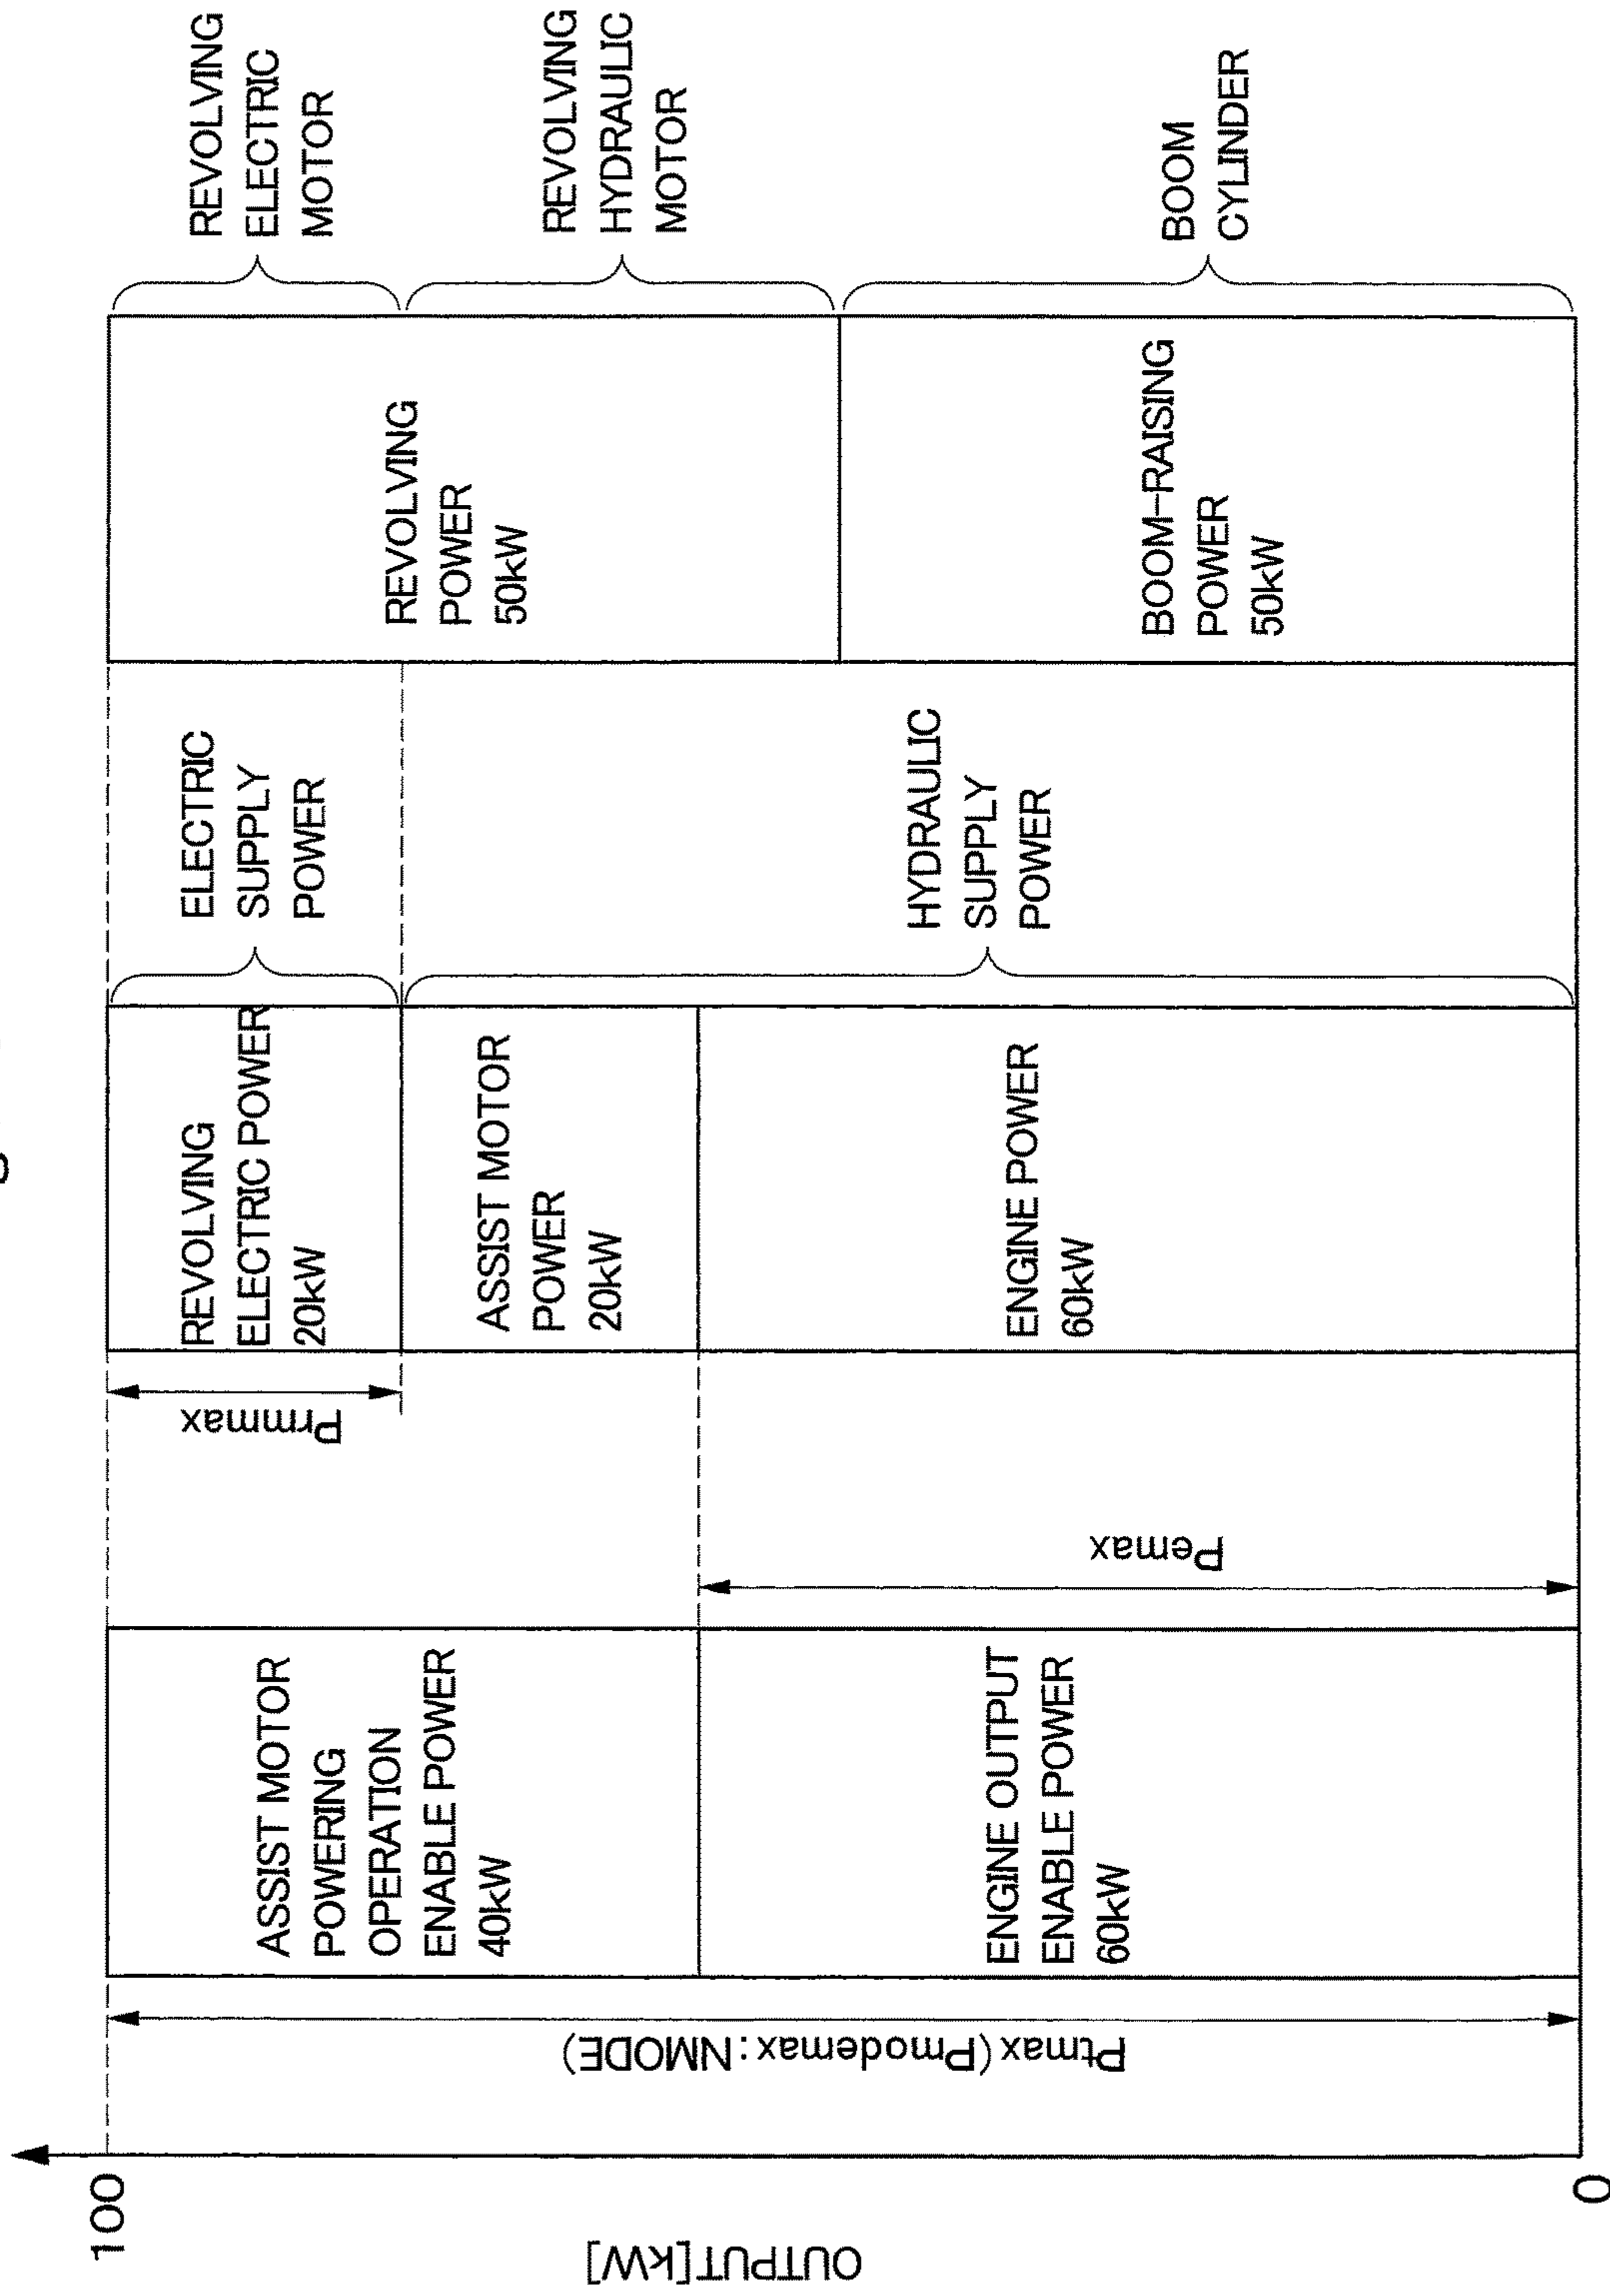 100
0
OUTPUT[kW]
Ptmax(Pmodemax:NMODE)
ASSIST MOTOR
POWERING
OPERATION
ENABLE POWER
40kW
ENGINE OUTPUT
ENABLE POWER
60kW
Pemax
Prmmax
REVOLVING
ELECTRIC POWER
20kW
ASSIST MOTOR
POWER
20kW
ENGINE POWER
60kW
ELECTRIC
SUPPLY
POWER
HYDRAULIC
SUPPLY
POWER
REVOLVING
POWER
50kW
BOOM-RAISING
POWER
50kW
REVOLVING
ELECTRIC
MOTOR
REVOLVING
HYDRAULIC
MOTOR
BOOM
CYLINDER